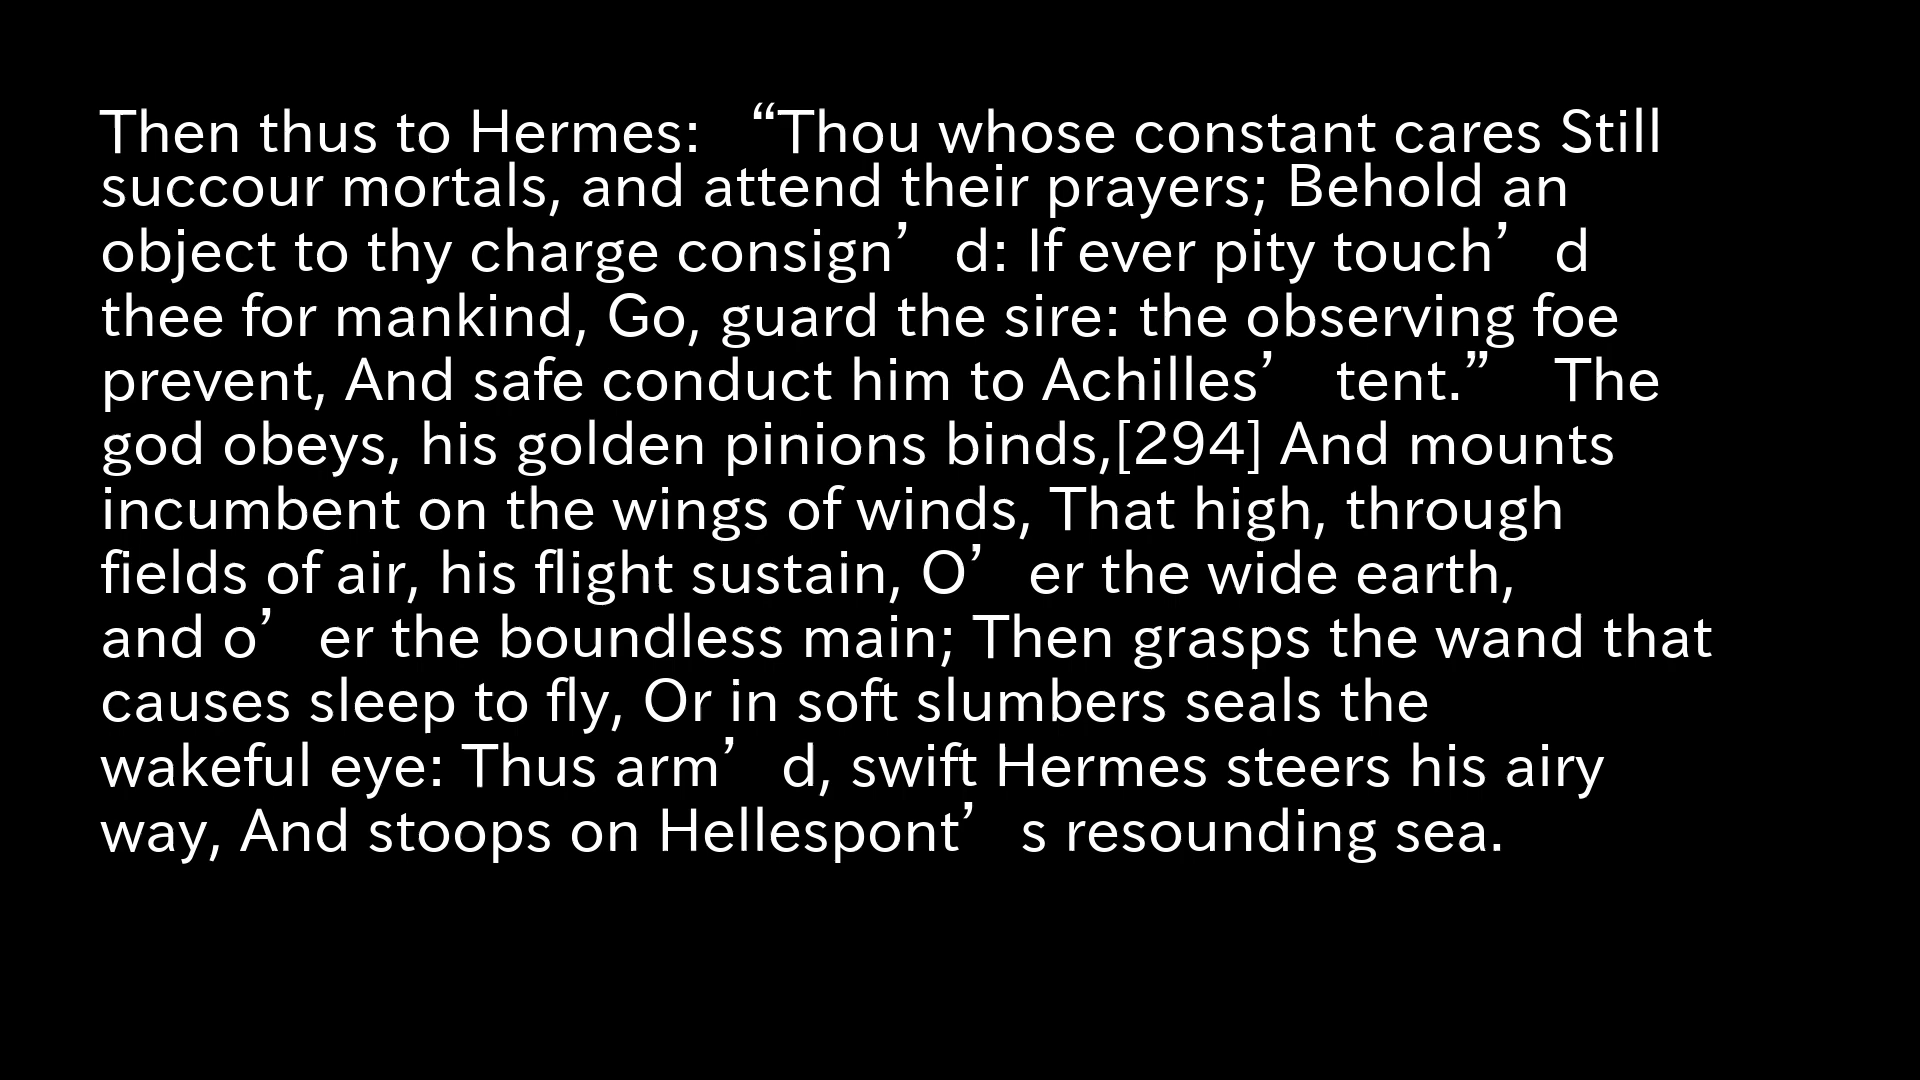 Then thus to Hermes: “Thou whose constant cares Still
succour mortals, and attend their prayers; Behold an
object to thy charge consign’d: If ever pity touch’d
thee for mankind, Go, guard the sire: the observing foe
prevent, And safe conduct him to Achilles’ tent.” The
god obeys, his golden pinions binds,[294] And mounts
incumbent on the wings of winds, That high, through
fields of air, his flight sustain, O’er the wide earth,
and o’er the boundless main; Then grasps the wand that
causes sleep to fly, Or in soft slumbers seals the
wakeful eye: Thus arm’d, swift Hermes steers his airy
way, And stoops on Hellespont’s resounding sea.